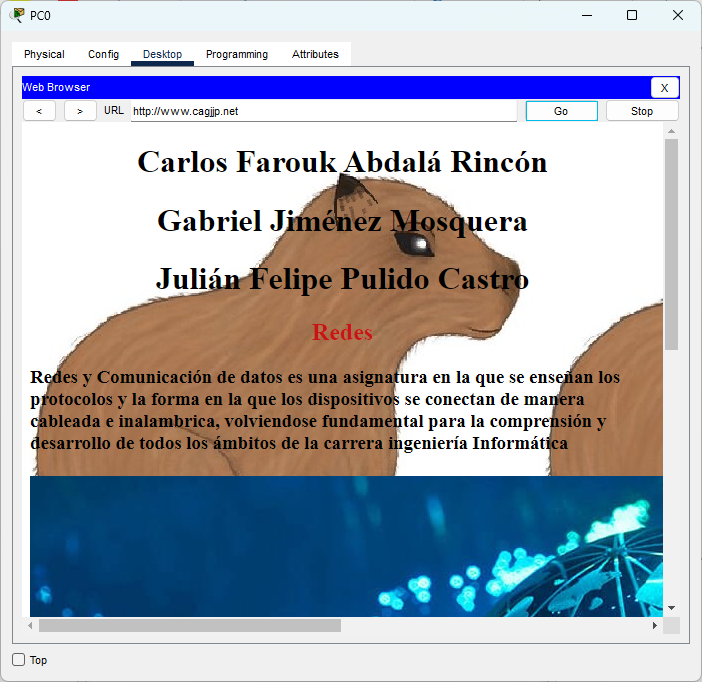 PC0
Physical Config Desktop Programming Attributes
Web Browser X
< > URL http://www.cagjjp.net Go Stop
Carlos Farouk Abdalá Rincón
Gabriel Jiménez Mosquera
Julián Felipe Pulido Castro
Redes
Redes y Comunicación de datos es una asignatura en la que se enseñan los
protocolos y la forma en la que los dispositivos se conectan de manera
cableada e inalambrica, volviendose fundamental para la comprensión y
desarrollo de todos los ámbitos de la carrera ingeniería Informática
Top